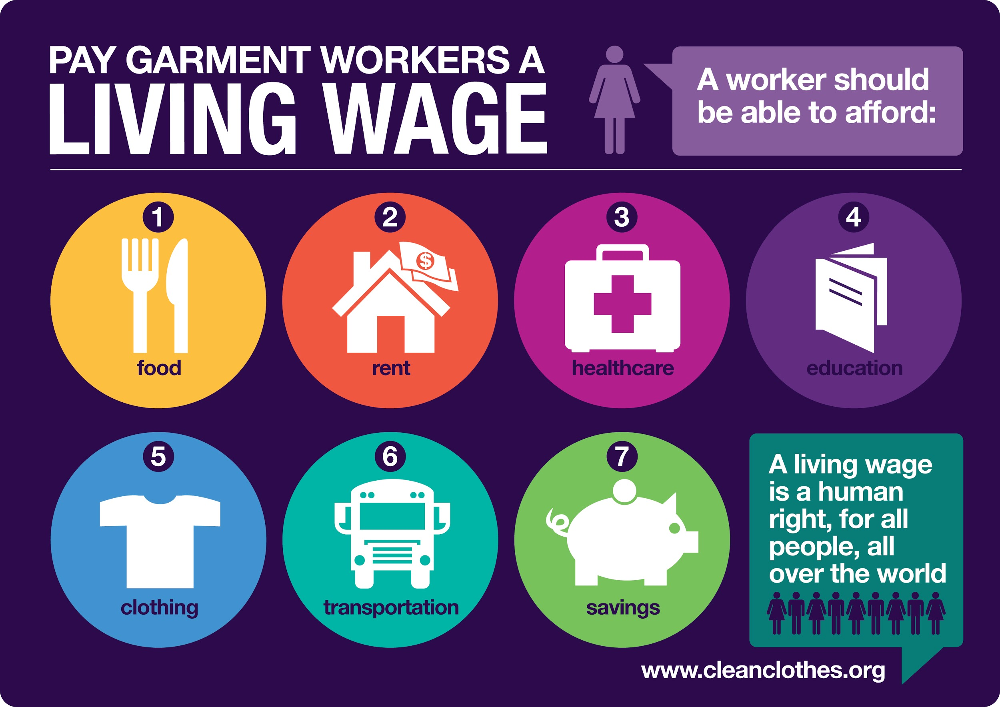 PAY GARMENT WORKERS A
LIVING WAGE
A worker should
be able to afford:
1
food
2
$
rent
3
healthcare
4
education
5
clothing
6
transportation
7
savings
A living wage
is a human
right, for all
people, all
over the world
www.cleanclothes.org